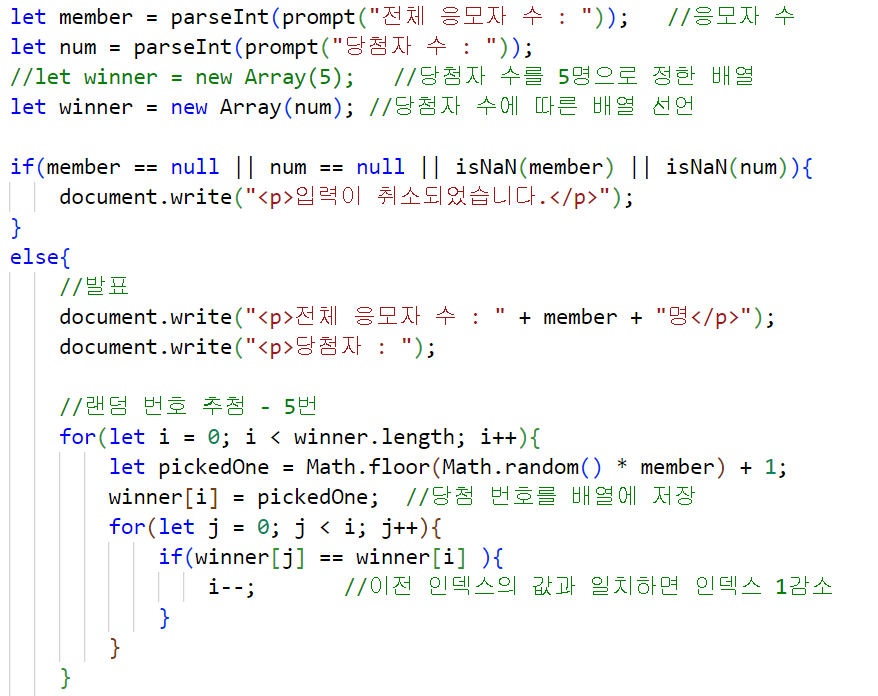 let member = parseInt(prompt("전체 응모자 수 : "));   //응모자 수
let num = parseInt(prompt("당첨자 수 : "));
//let winner = new Array(5);   //당첨자 수를 5명으로 정한 배열
let winner = new Array(num); //당첨자 수에 따른 배열 선언
if(member == null || num == null || isNaN(member) || isNaN(num)){
document.write("<p>입력이 취소되었습니다.</p>");
}
else{
//발표
document.write("<p>전체 응모자 수 : " + member + "명</p>");
document.write("<p>당첨자 : ");
//랜덤 번호 추첨 - 5번
for(let i = 0; i < winner.length; i++){
let pickedOne = Math.floor(Math.random() * member) + 1;
winner[i] = pickedOne;  //당첨 번호를 배열에 저장
for(let j = 0; j < i; j++){
if(winner[j] == winner[i] ){
i--;       //이전 인덱스의 값과 일치하면 인덱스 1감소
}
}
}